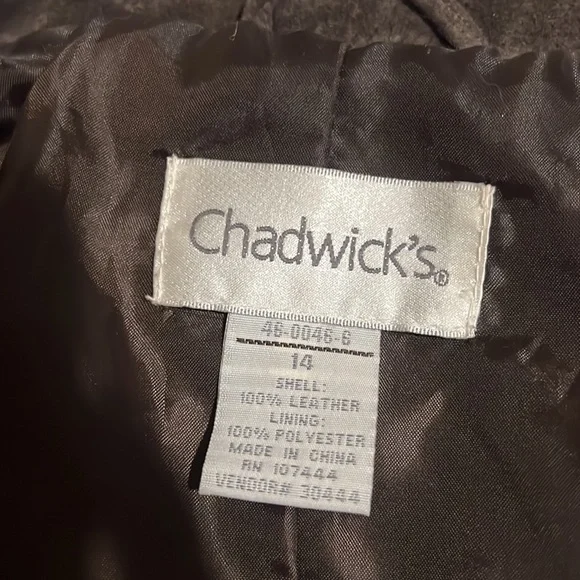 Chadwick's®
46-0046-6
14
SHELL:
100% LEATHER
LINING:
100% POLYESTER
MADE IN CHINA
RN 107444
VENDOR# 30444